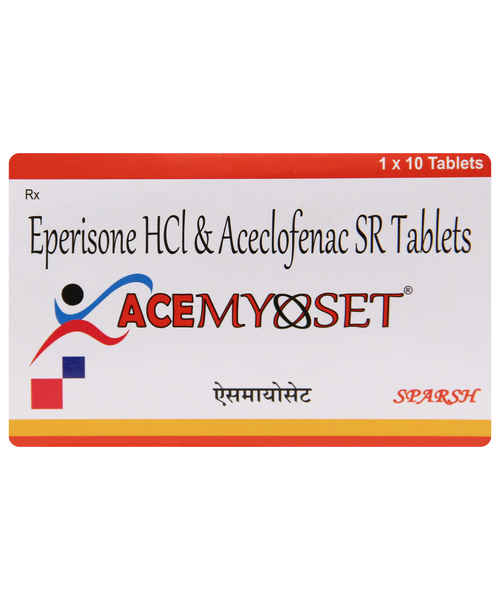 1 x 10 Tablets
Rx
Eperisone HCl & Aceclofenac SR Tablets
ACEMYOSET®
ऐसमायोसेट
SPARSH